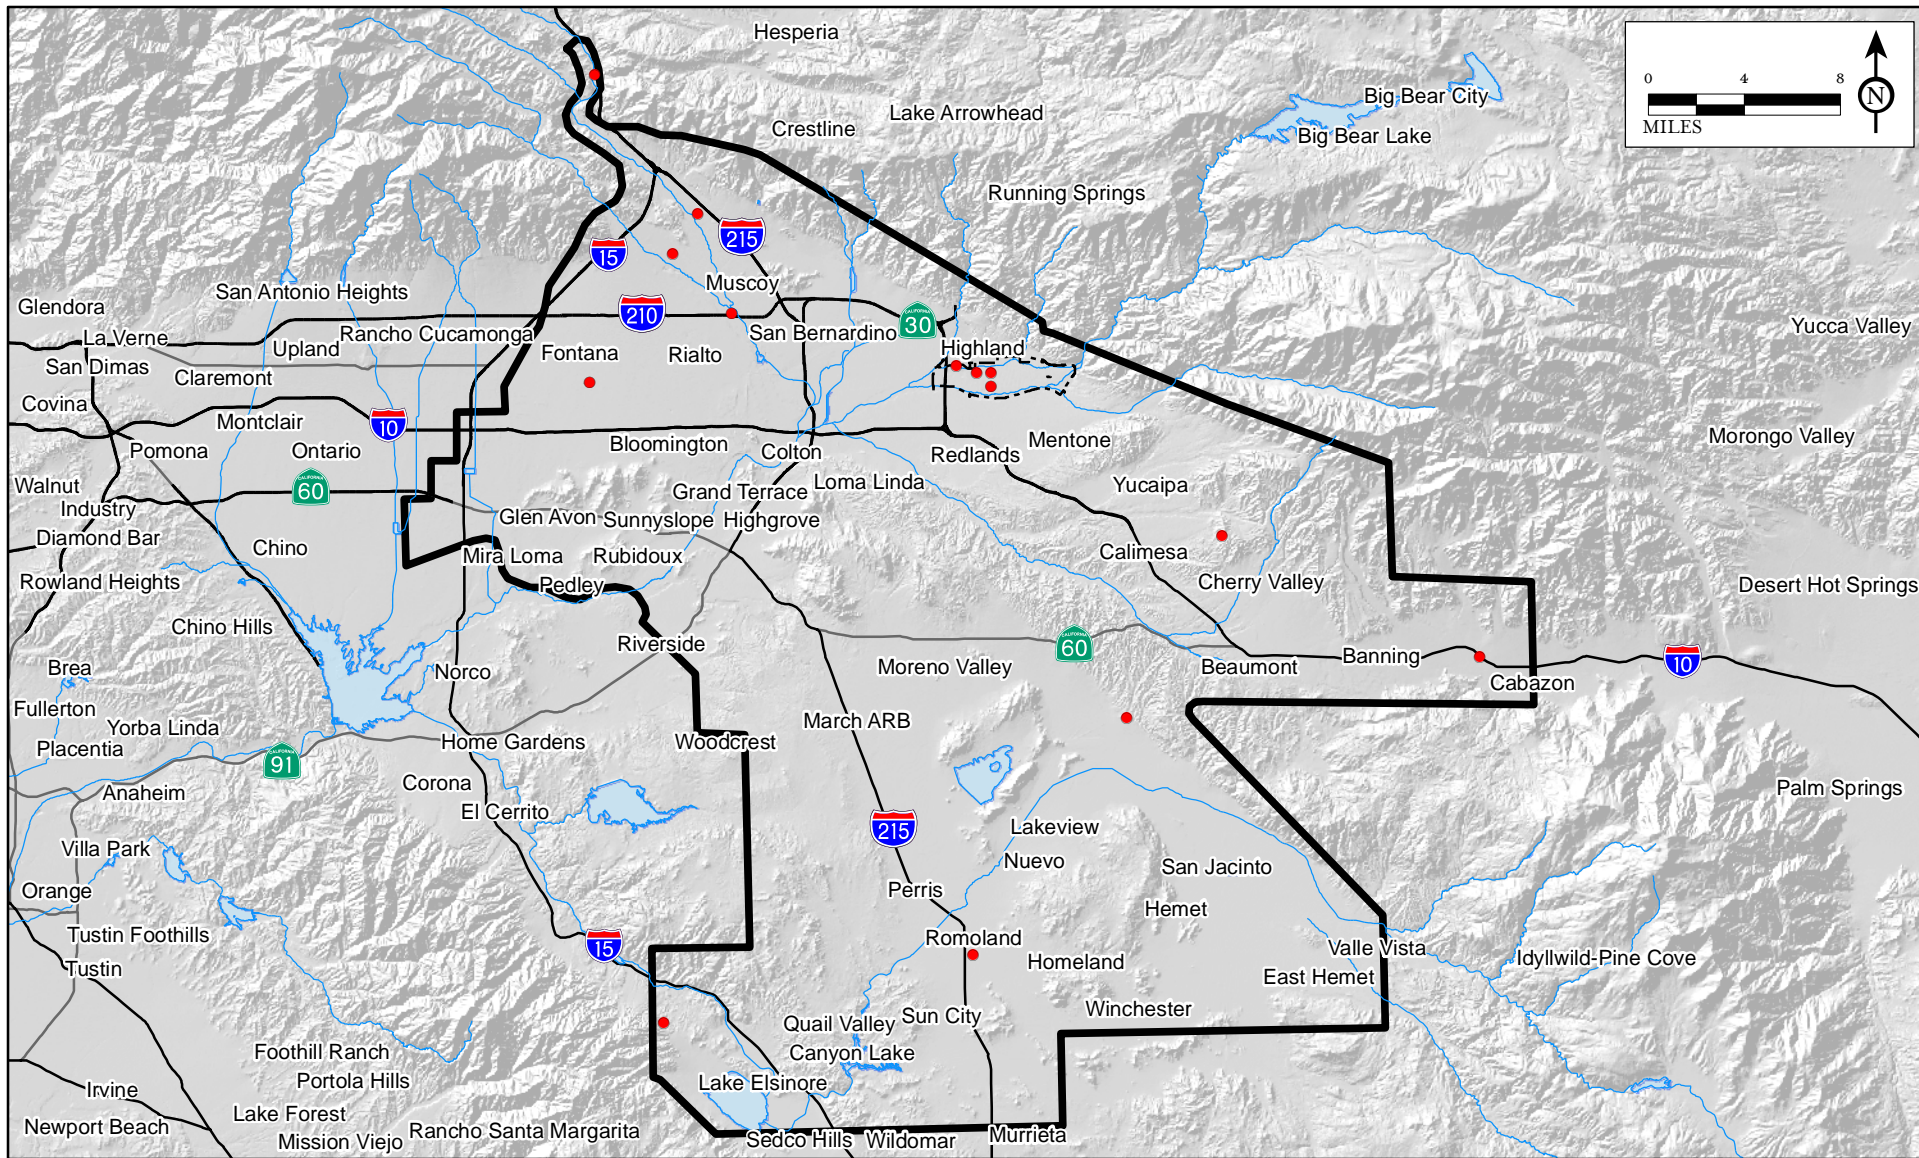 Hesperia
0 4 8
MILES
N
Big Bear City
Lake Arrowhead
Crestline
Big Bear Lake
Running Springs
215
15
Muscoy
San Antonio Heights
Glendora
210
CALIFORNIA
30
Yucca Valley
La Verne
Rancho Cucamonga
San Bernardino
Upland
Fontana
Rialto
Highland
San Dimas
Claremont
Covina
Montclair
10
Mentone
Morongo Valley
Pomona
Ontario
Bloomington
Colton
Redlands
Walnut
CALIFORNIA
60
Grand Terrace
Loma Linda
Yucaipa
Industry
Glen Avon
Sunnyslope
Highgrove
Diamond Bar
Chino
Mira Loma
Rubidoux
Calimesa
Rowland Heights
Pedley
Cherry Valley
Desert Hot Springs
Chino Hills
Riverside
CALIFORNIA
60
Brea
Norco
Moreno Valley
Beaumont
Banning
10
Cabazon
Fullerton
Yorba Linda
March ARB
Placentia
CALIFORNIA
91
Home Gardens
Woodcrest
Anaheim
Corona
Palm Springs
El Cerrito
215
Lakeview
Villa Park
Nuevo
San Jacinto
Orange
Perris
Hemet
Tustin Foothills
15
Romoland
Valle Vista
Tustin
Homeland
East Hemet
Idyllwild-Pine Cove
Winchester
Quail Valley
Sun City
Foothill Ranch
Canyon Lake
Portola Hills
Irvine
Lake Elsinore
Lake Forest
Newport Beach
Mission Viejo
Rancho Santa Margarita
Sedco Hills
Wildomar
Murrieta